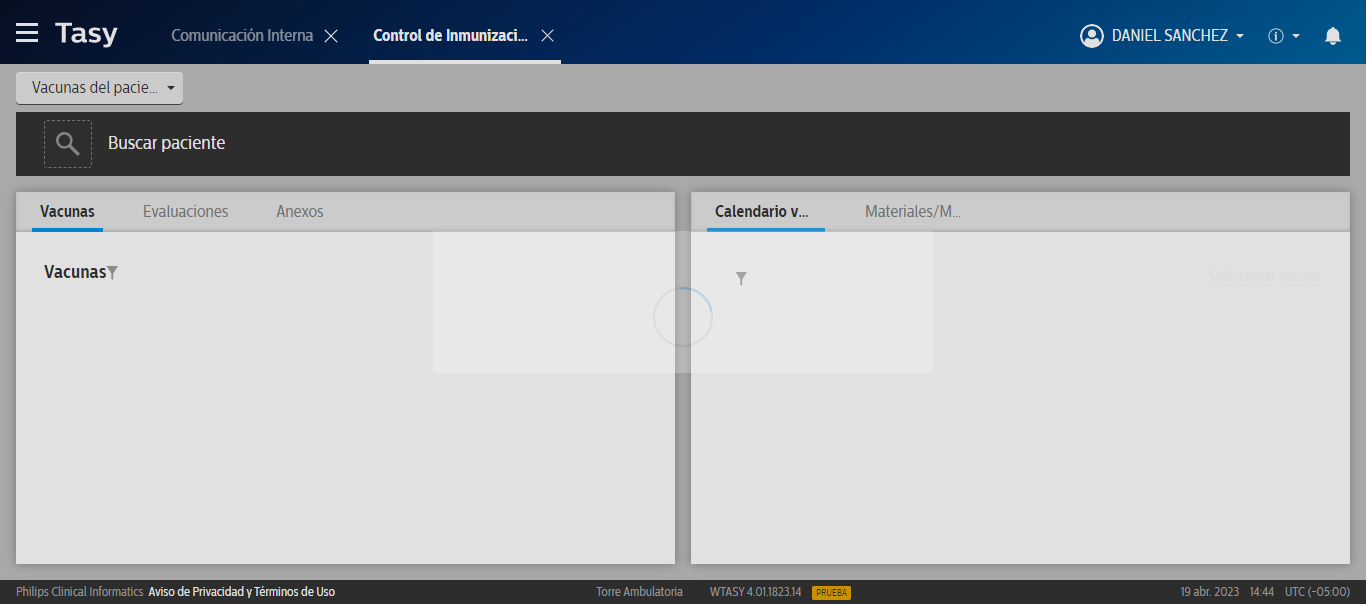 Tasy
Comunicación Interna
Control de Inmunizaci...
DANIEL SANCHEZ
Vacunas del pacie...
Buscar paciente
Vacunas
Evaluaciones
Anexos
Calendario v...
Materiales/M...
Vacunas
Seleccionar vacuna
Philips Clinical Informatics Aviso de Privacidad y Términos de Uso
Torre Ambulatoria
WTASY 4.01.1823.14
PRUEBA
19 abr. 2023 14:44 UTC (-05:00)